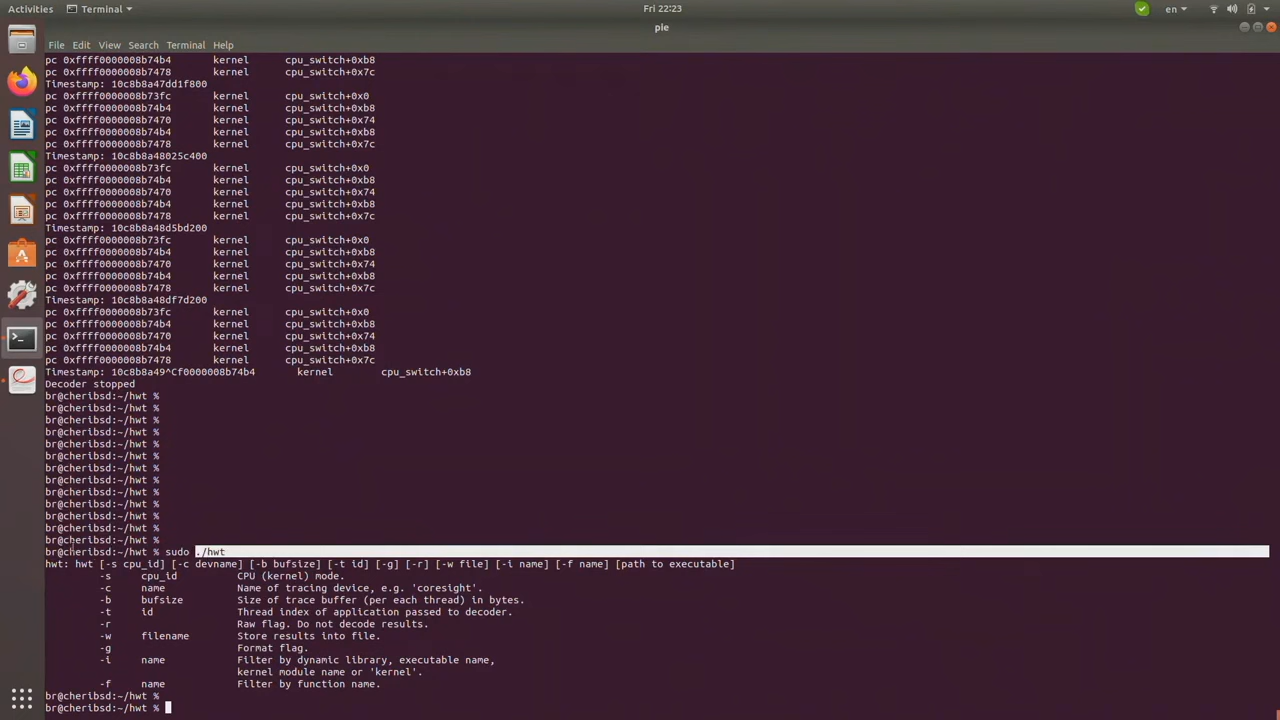 Activities Terminal Fri 22:23 en
pie
File Edit View Search Terminal Help
pc 0xffff0000008b74b4 kernel cpu_switch+0xb8
pc 0xffff0000008b7478 kernel cpu_switch+0x7c
Timestamp: 10c8b8a47dd1f800
pc 0xffff0000008b73fc kernel cpu_switch+0x0
pc 0xffff0000008b74b4 kernel cpu_switch+0xb8
pc 0xffff0000008b7470 kernel cpu_switch+0x74
pc 0xffff0000008b74b4 kernel cpu_switch+0xb8
pc 0xffff0000008b7478 kernel cpu_switch+0x7c
Timestamp: 10c8b8a48025c400
pc 0xffff0000008b73fc kernel cpu_switch+0x0
pc 0xffff0000008b74b4 kernel cpu_switch+0xb8
pc 0xffff0000008b7470 kernel cpu_switch+0x74
pc 0xffff0000008b74b4 kernel cpu_switch+0xb8
pc 0xffff0000008b7478 kernel cpu_switch+0x7c
Timestamp: 10c8b8a48d5bd200
pc 0xffff0000008b73fc kernel cpu_switch+0x0
pc 0xffff0000008b74b4 kernel cpu_switch+0xb8
pc 0xffff0000008b7470 kernel cpu_switch+0x74
pc 0xffff0000008b74b4 kernel cpu_switch+0xb8
pc 0xffff0000008b7478 kernel cpu_switch+0x7c
Timestamp: 10c8b8a48df7d200
pc 0xffff0000008b73fc kernel cpu_switch+0x0
pc 0xffff0000008b74b4 kernel cpu_switch+0xb8
pc 0xffff0000008b7470 kernel cpu_switch+0x74
pc 0xffff0000008b74b4 kernel cpu_switch+0xb8
pc 0xffff0000008b7478 kernel cpu_switch+0x7c
Timestamp: 10c8b8a49^Cf0000008b74b4 kernel cpu_switch+0xb8
Decoder stopped
br@cheribsd:~/hwt %
br@cheribsd:~/hwt %
br@cheribsd:~/hwt %
br@cheribsd:~/hwt %
br@cheribsd:~/hwt %
br@cheribsd:~/hwt %
br@cheribsd:~/hwt %
br@cheribsd:~/hwt %
br@cheribsd:~/hwt %
br@cheribsd:~/hwt %
br@cheribsd:~/hwt %
br@cheribsd:~/hwt %
br@cheribsd:~/hwt %
br@cheribsd:~/hwt % sudo ./hwt
hwt: hwt [-s cpu_id] [-c devname] [-b bufsize] [-t id] [-g] [-r] [-w file] [-i name] [-f name] [path to executable]
-s cpu_id CPU (kernel) mode.
-c name Name of tracing device, e.g. 'coresight'.
-b bufsize Size of trace buffer (per each thread) in bytes.
-t id Thread index of application passed to decoder.
-r Raw flag. Do not decode results.
-w filename Store results into file.
-g Format flag.
-i name Filter by dynamic library, executable name,
kernel module name or 'kernel'.
-f name Filter by function name.
br@cheribsd:~/hwt %
br@cheribsd:~/hwt %